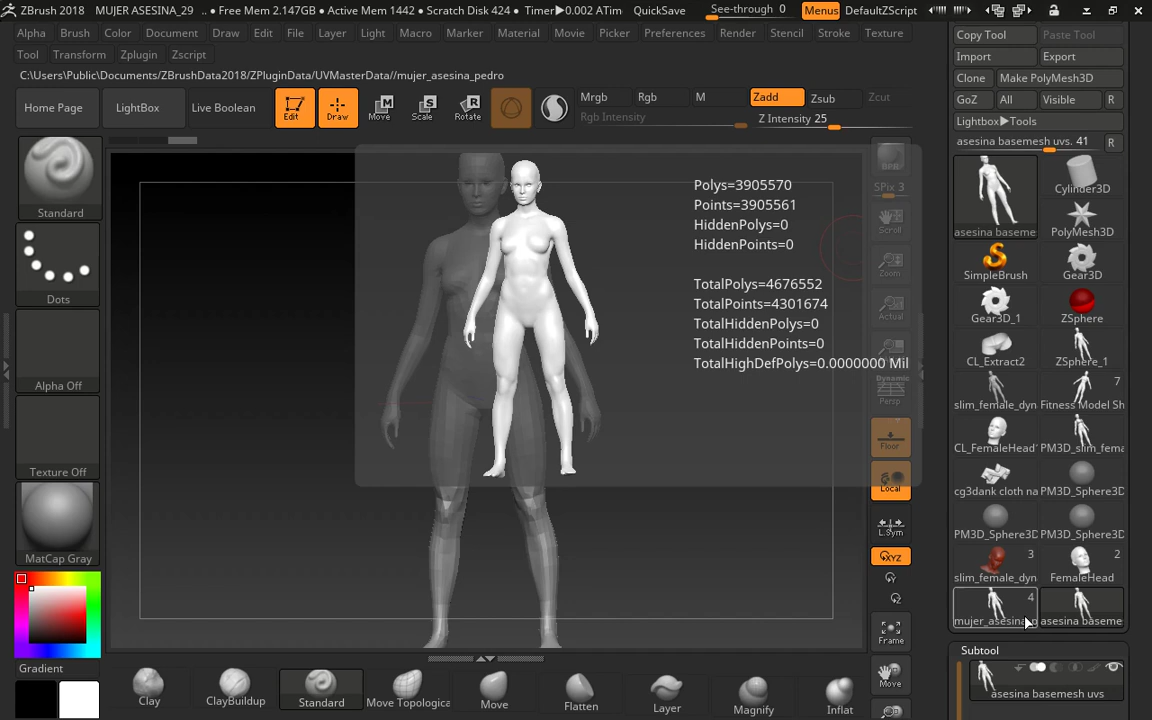 ZBrush 2018 MUJER ASESINA_29 .. • Free Mem 2.147GB • Active Mem 1442 • Scratch Disk 424 • Timer▶0.002 ATim QuickSave See-through 0 Menus DefaultZScript
Alpha Brush Color Document Draw Edit File Layer Light Macro Marker Material Movie Picker Preferences Render Stencil Stroke Texture
Tool Transform Zplugin Zscript
C:\Users\Public\Documents\ZBrushData2018\ZPluginData/UVMasterData//mujer_asesina_pedro
Home Page LightBox Live Boolean Edit Draw Move Scale Rotate
Mrgb Rgb M Zadd Zsub Zcut
Rgb Intensity Z Intensity 25
Standard
Dots
Alpha Off
Texture Off
MatCap Gray
Gradient
Polys=3905570
Points=3905561
HiddenPolys=0
HiddenPoints=0
TotalPolys=4676552
TotalPoints=4301674
TotalHiddenPolys=0
TotalHiddenPoints=0
TotalHighDefPolys=0.0000000 Mil
BPR
SPix 3
Scroll
Zoom
Actual
Dynamic
Persp
Floor
Local
L.Sym
XYZ
Frame
Move
Clay ClayBuildup Standard Move Topologica Move Flatten Layer Magnify Inflat
Copy Tool Paste Tool
Import Export
Clone Make PolyMesh3D
GoZ All Visible R
Lightbox▶Tools
asesina basemesh uvs. 41 R
asesina baseme Cylinder3D
PolyMesh3D
SimpleBrush Gear3D
Gear3D_1 ZSphere
CL_Extract2 ZSphere_1
7
slim_female_dyn Fitness Model Sh
CL_FemaleHead PM3D_slim_fema
cg3dank cloth na PM3D_Sphere3D
PM3D_Sphere3D PM3D_Sphere3D
3 2
slim_female_dyn FemaleHead
4
mujer_asesina asesina baseme
Subtool
asesina basemesh uvs